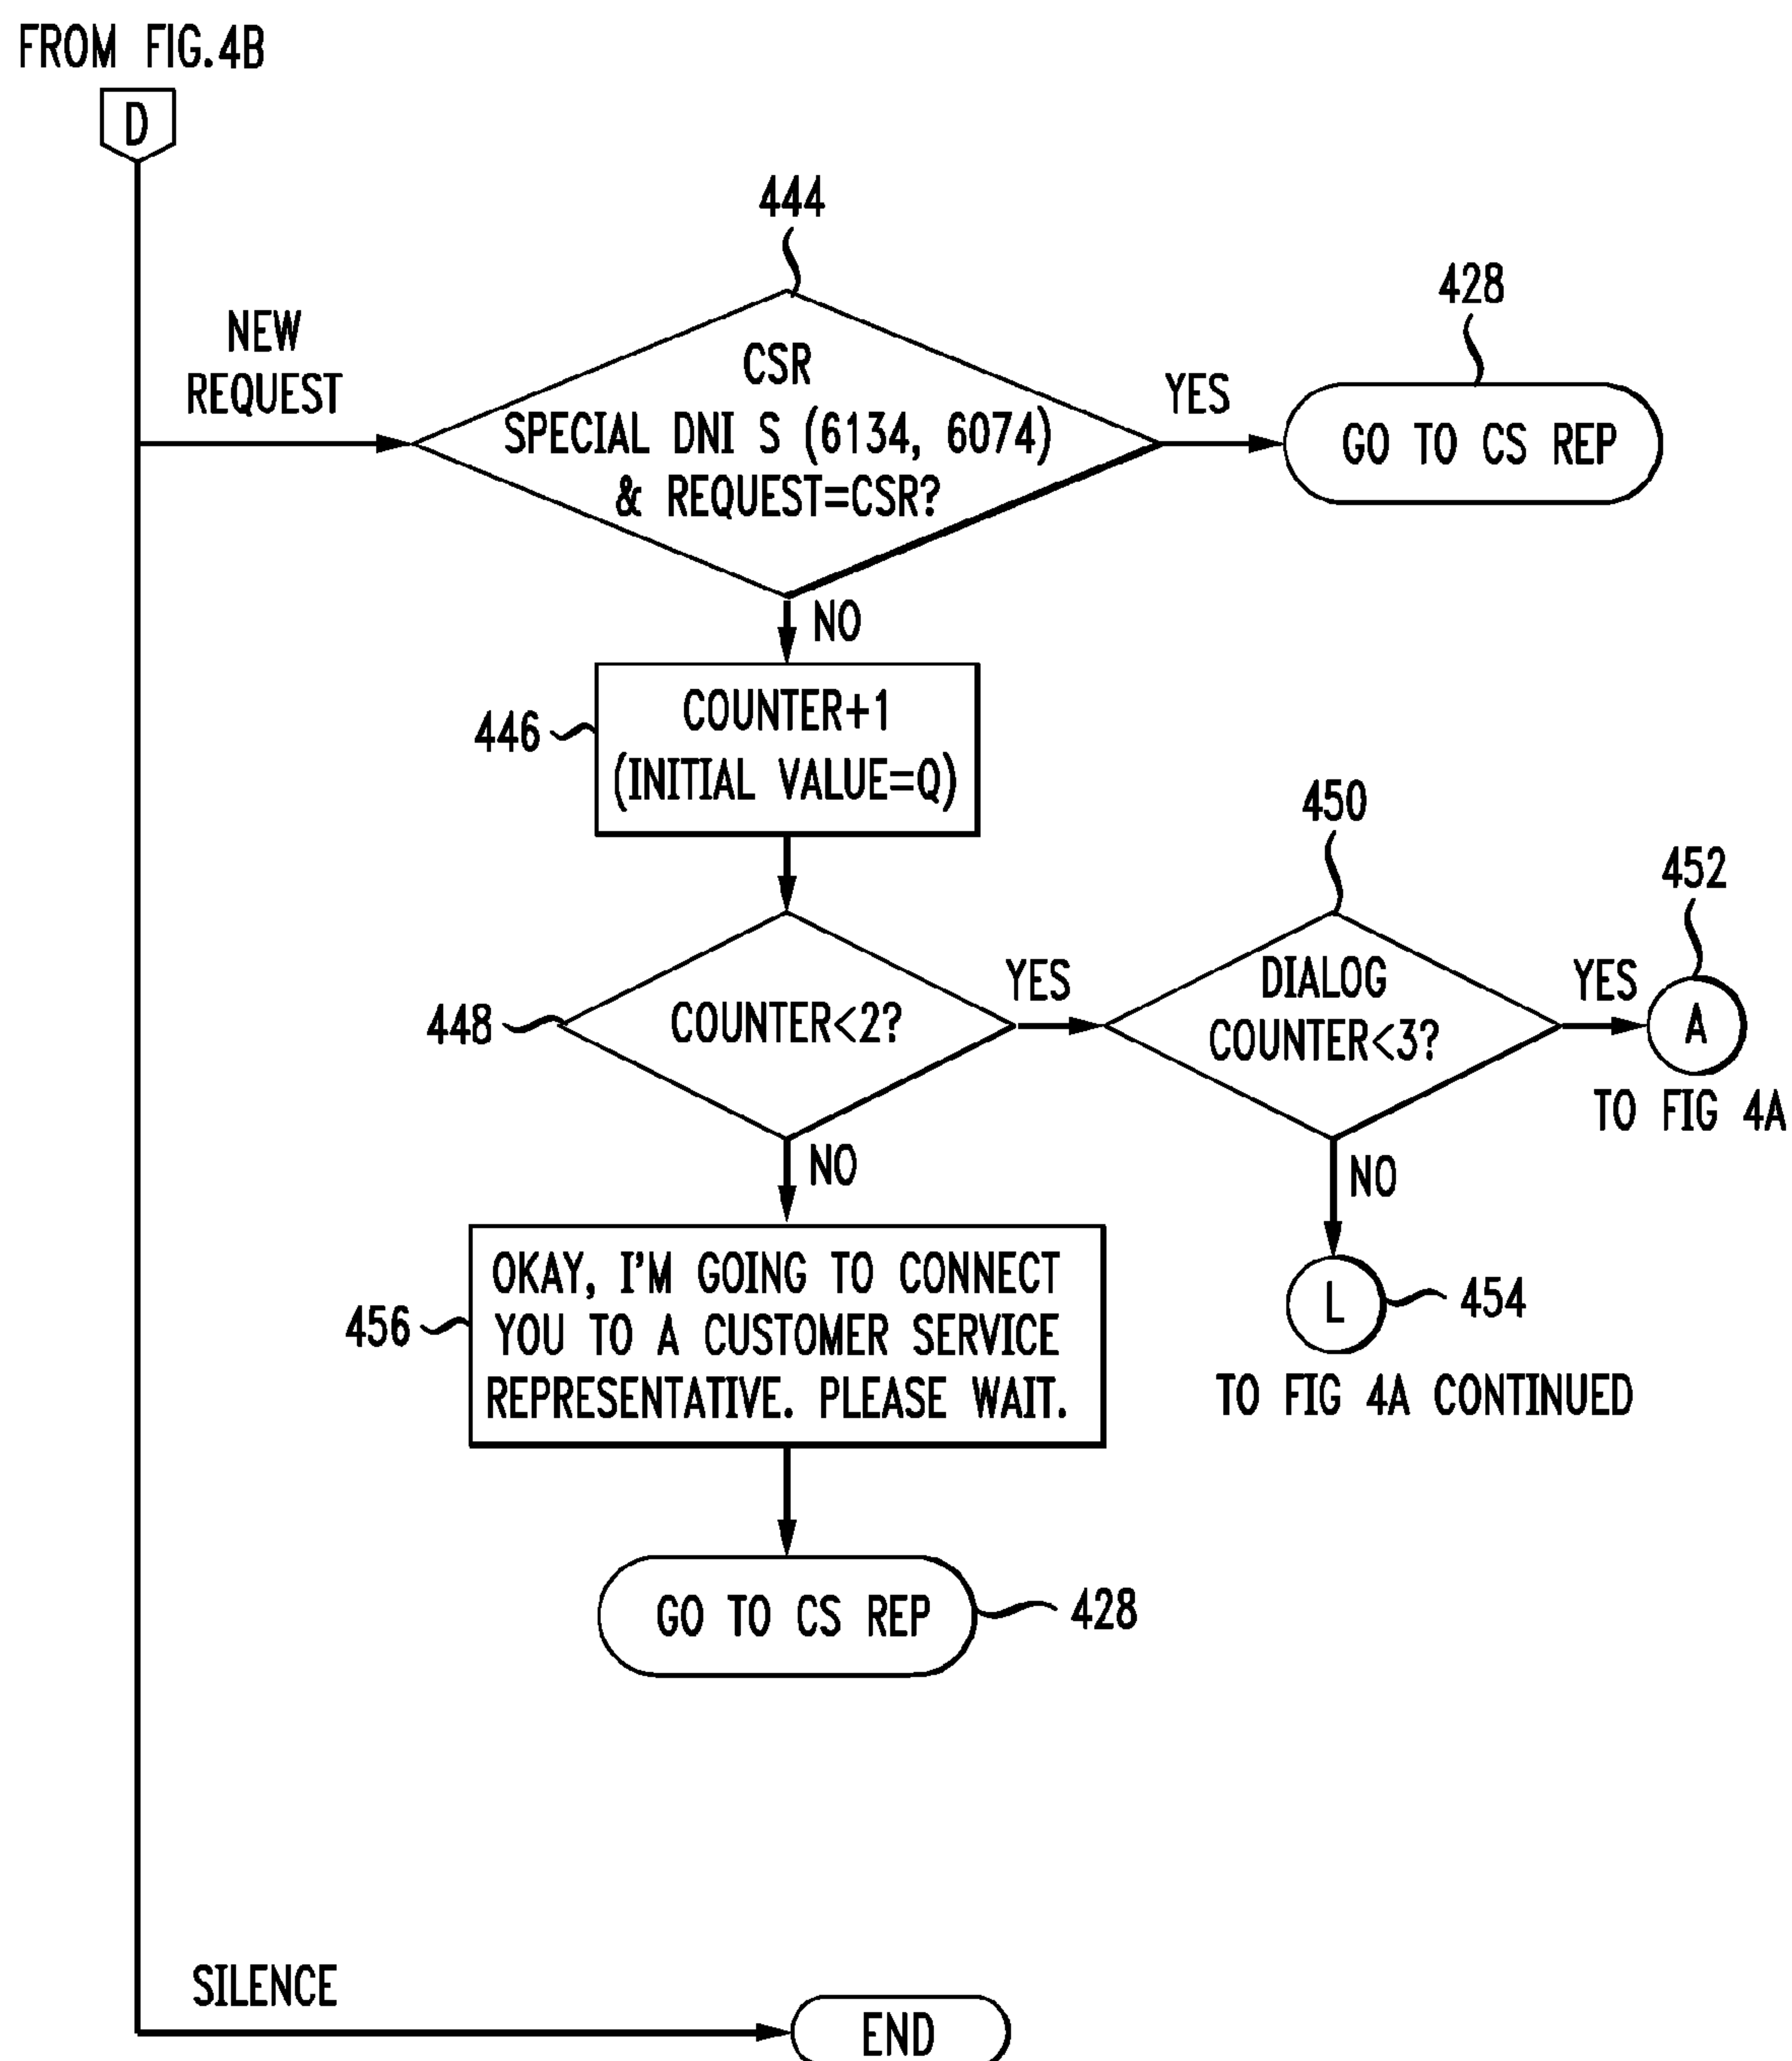 FROM FIG.4B
D
444
428
NEW
REQUEST
CSR
SPECIAL DNI S (6134, 6074)
& REQUEST=CSR?
YES
GO TO CS REP
NO
446
COUNTER+1
(INITIAL VALUE=Q)
450
452
448
COUNTER<2?
YES
DIALOG
COUNTER<3?
YES
A
TO FIG 4A
NO
NO
456
OKAY, I'M GOING TO CONNECT
YOU TO A CUSTOMER SERVICE
REPRESENTATIVE. PLEASE WAIT.
L
454
TO FIG 4A CONTINUED
GO TO CS REP
428
SILENCE
END